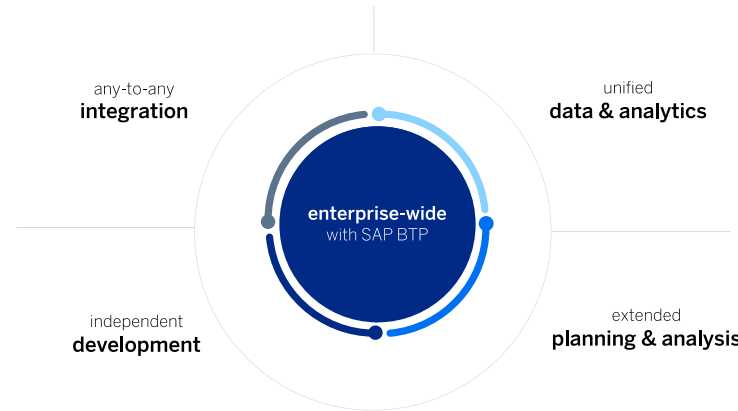 any-to-any
integration
unified
data & analytics
enterprise-wide
with SAP BTP
independent
development
extended
planning & analysis